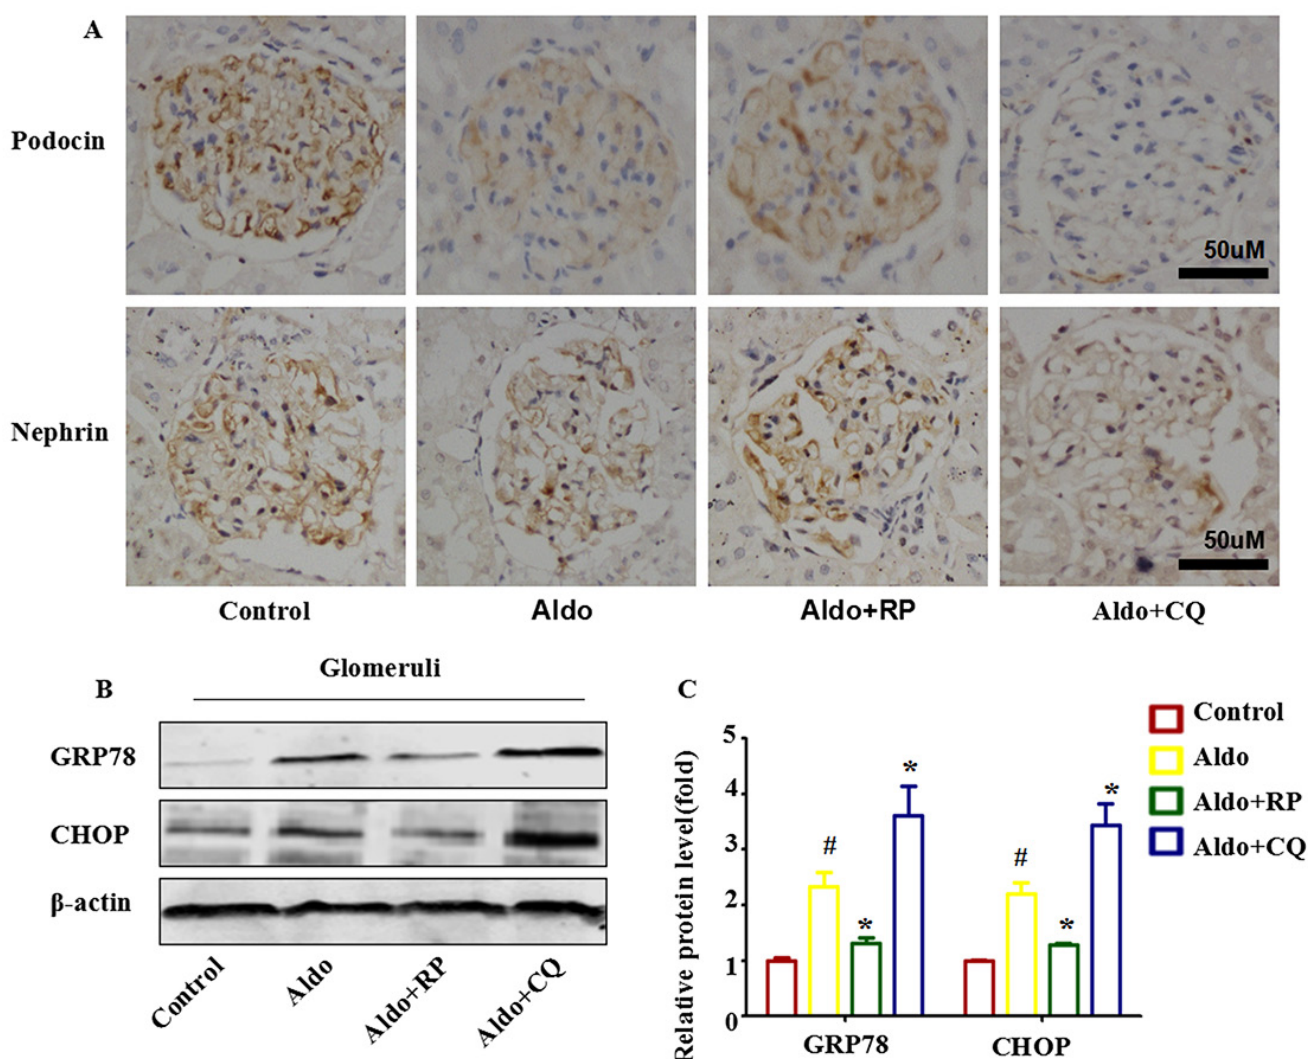 A
Podocin
50uM
Nephrin
50uM
Control Aldo Aldo+RP Aldo+CQ
B
Glomeruli
GRP78
CHOP
β-actin
Control Aldo Aldo+RP Aldo+CQ
C
Control
Aldo
Aldo+RP
Aldo+CQ
Relative protein level(fold)
5
4
3
2
1
0
# * * # * *
GRP78 CHOP